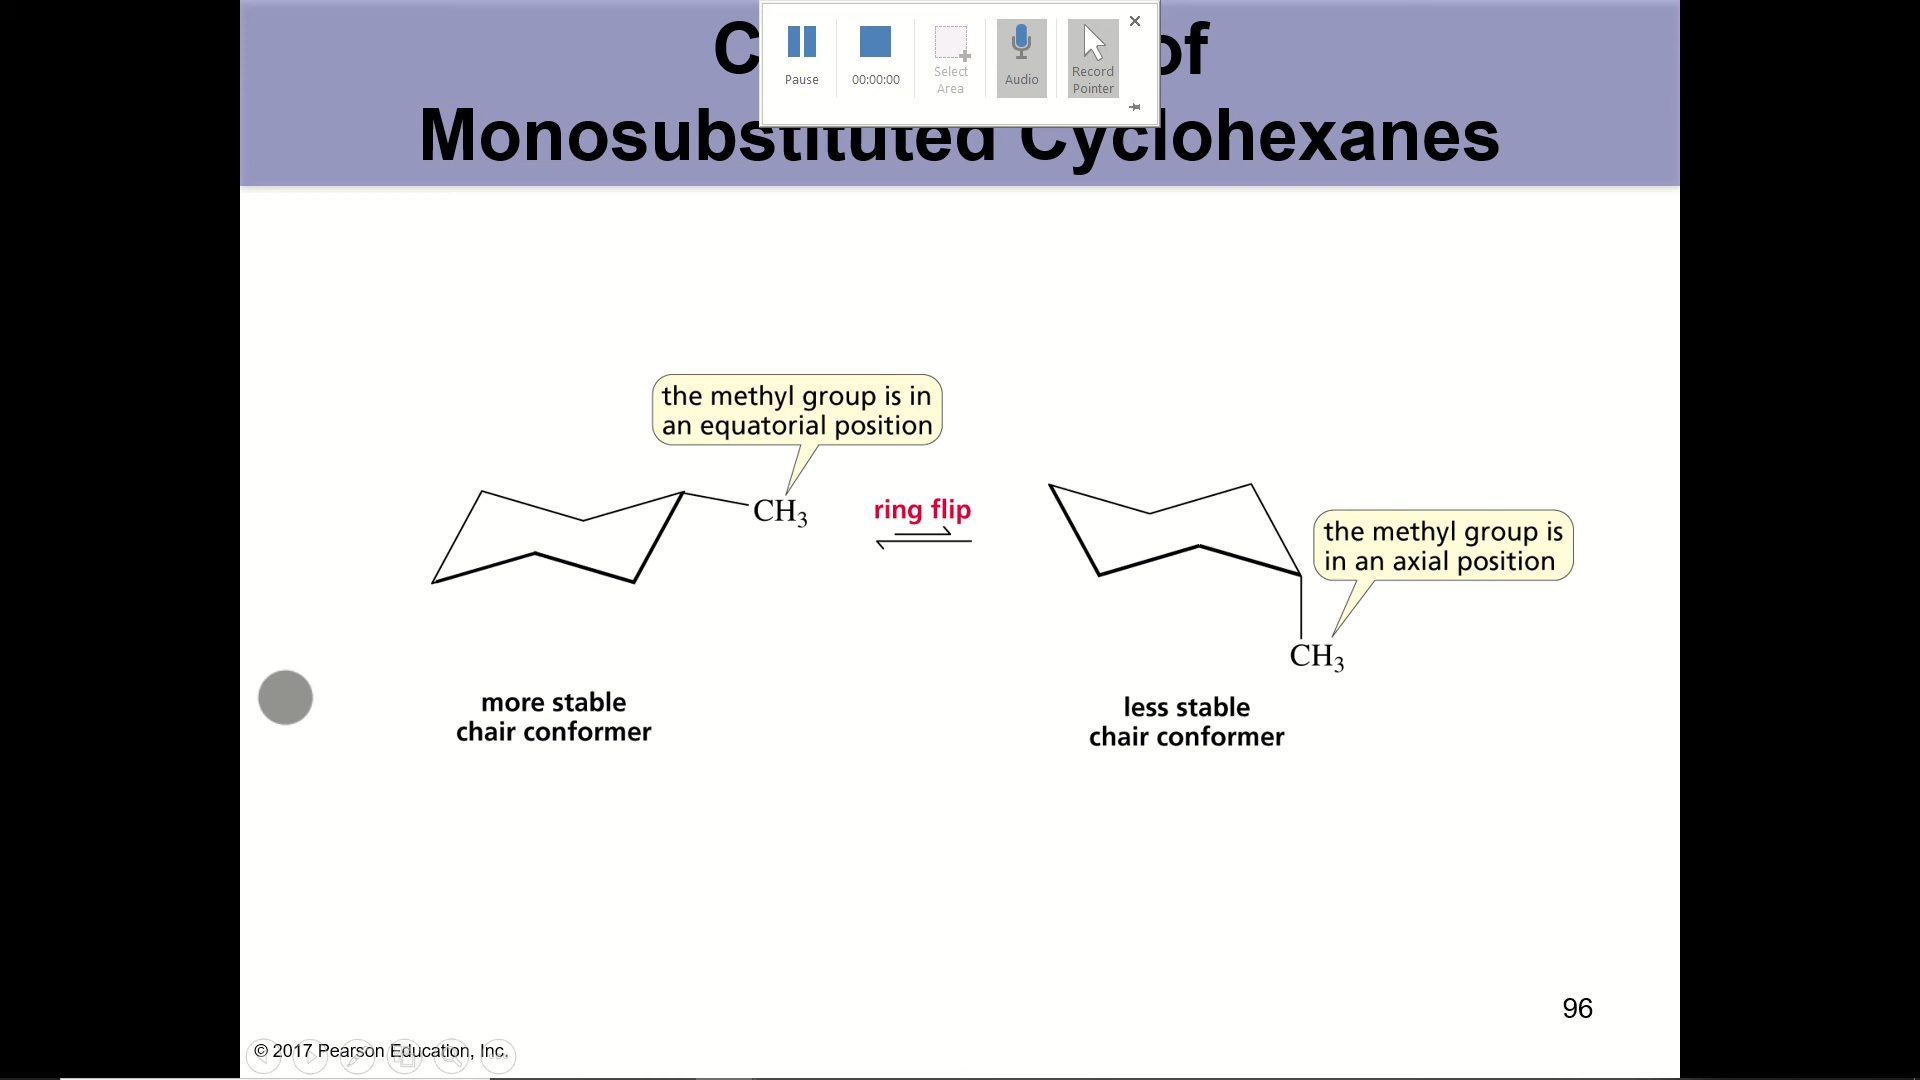 of
Monosubstituted Cyclohexanes
Pause
00:00:00
Select
Area
Audio
Record
Pointer
the methyl group is in
an equatorial position
CH₃
ring flip
the methyl group is
in an axial position
CH₃
more stable
chair conformer
less stable
chair conformer
96
© 2017 Pearson Education, Inc.